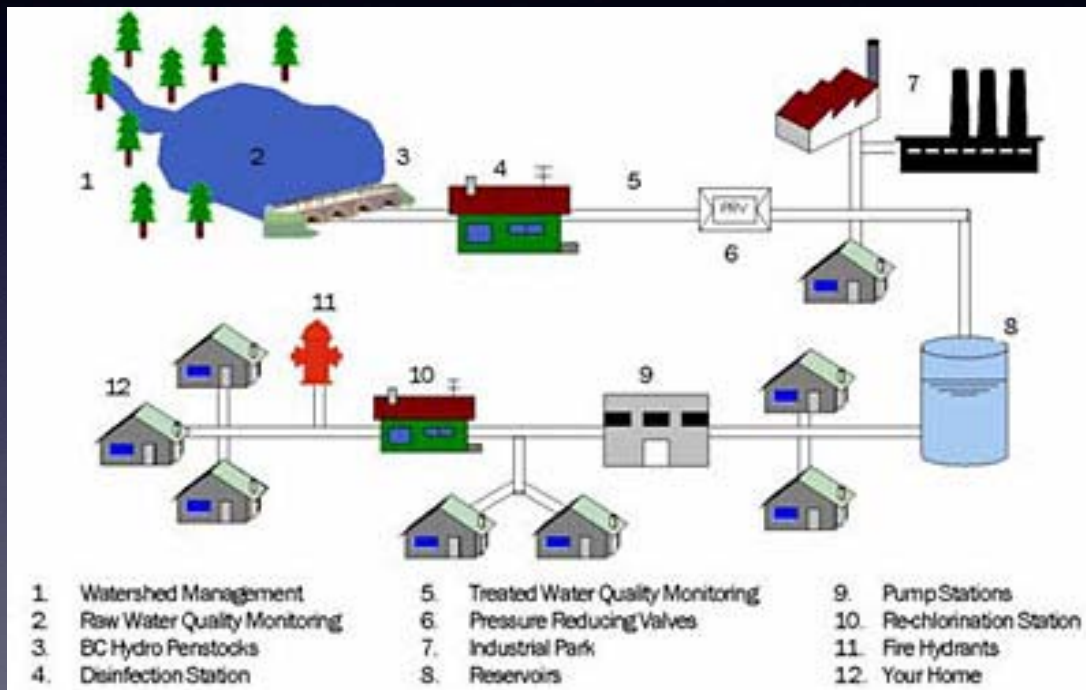 1
2
3
4
5
PRV
6
7
8
9
10
11
12
1. Watershed Management
2 Raw Water Quality Monitoring
3. BC Hydro Penstocks
4. Disinfection Station
5. Treated Water Quality Monitoring
6. Pressure Reducing Valves
7. Industrial Park
8. Reservoirs
9. Pump Stations
10. Re-chlorination Station
11. Fire Hydrants
12. Your Home